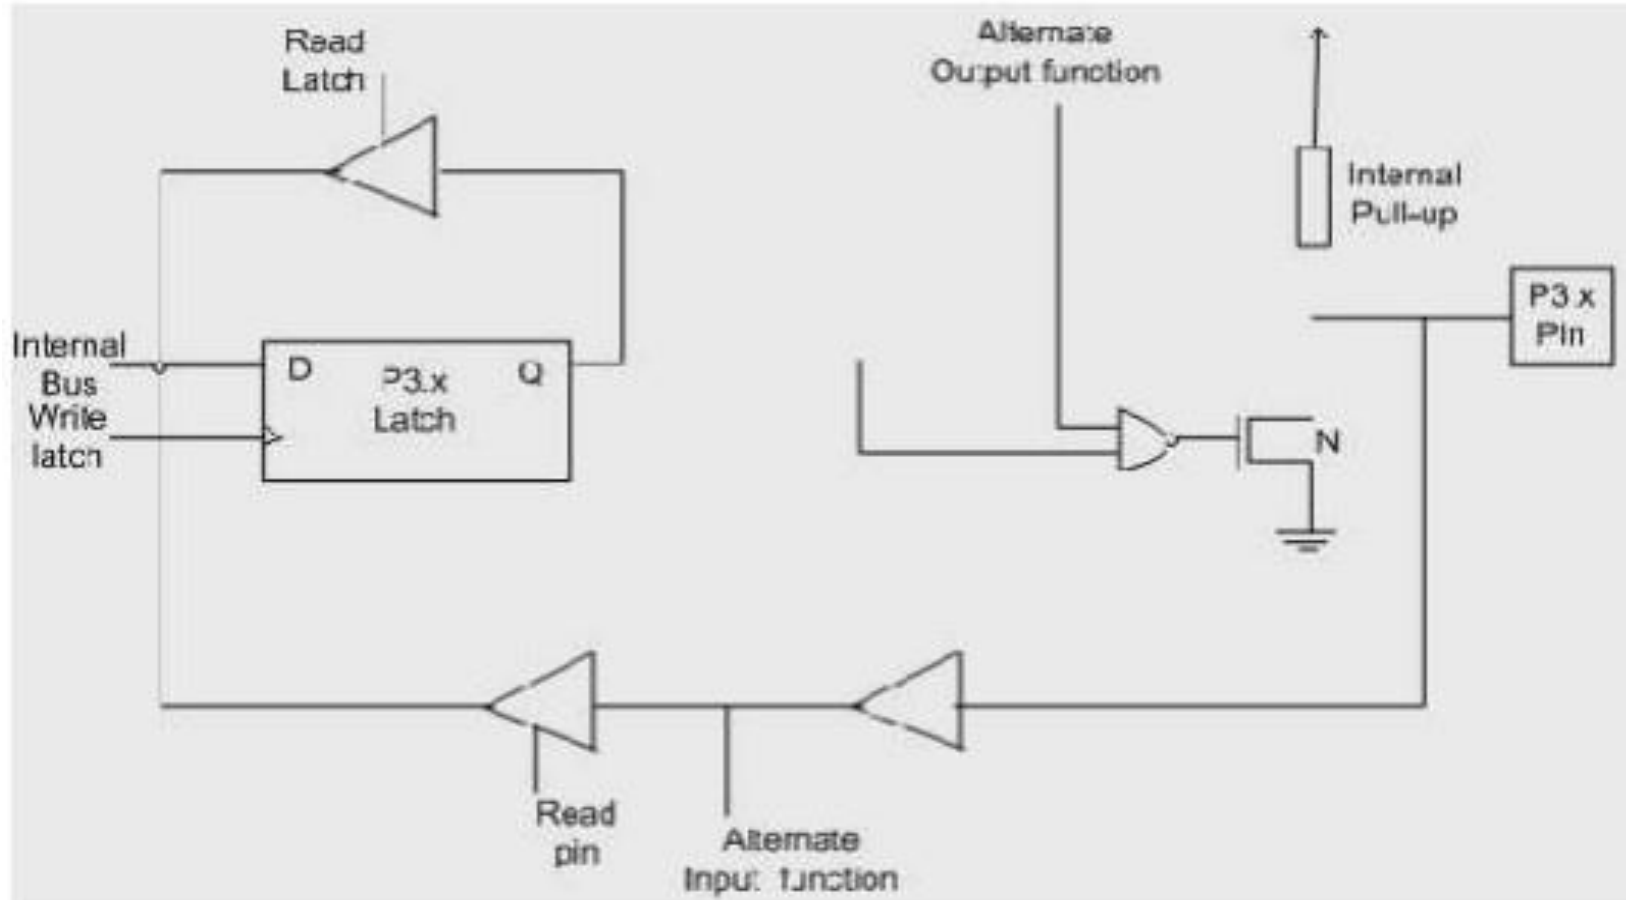 Read
Latch
Alternate
Output function
Internal
Pull-up
P3.x
Pin
Internal
Bus
Write
latch
D
P3.x
Latch
Q
N
Read
pin
Alternate
Input function